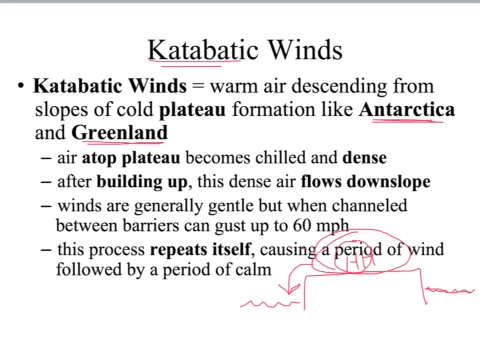 Katabatic Winds
• Katabatic Winds = warm air descending from
slopes of cold plateau formation like Antarctica
and Greenland
– air atop plateau becomes chilled and dense
– after building up, this dense air flows downslope
– winds are generally gentle but when channeled
between barriers can gust up to 60 mph
– this process repeats itself, causing a period of wind
followed by a period of calm